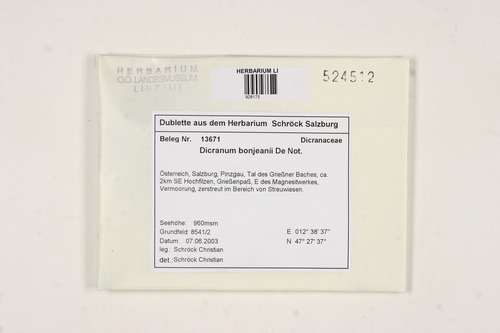 HERBARIUM
O.Ö. LANDESMUSEUM
LINZ/LI
HERBARIUM LI
524512
Dublette aus dem Herbarium Schröck Salzburg
Beleg Nr. 13671 Dicranaceae
Dicranum bonjeanii De Not.
Österreich, Salzburg, Pinzgau, Tal des Grießner Baches, ca.
2km SE Hochfilzen, Grießenpaß, E des Magnesitwerkes,
Vermoorung, zerstreut im Bereich von Streuwiesen.
Seehöhe: 960msm E 012° 38' 37"
Grundfeld: 8541/2
Datum: 07.06.2003 N 47° 27' 37"
leg.: Schröck Christian
det.: Schröck Christian